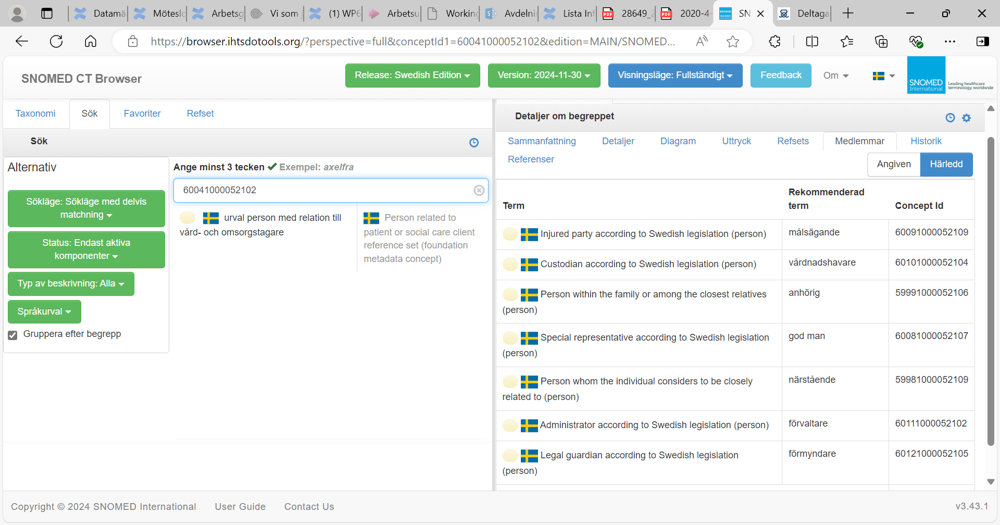 Datamä
Möteslo
Arbetsg
Vi som j
(1) WP6
Arbetsu
Working
Avdelnin
Lista Inf
28649_2
2020-4-
SN
Deltaga
https://browser.ihtsdotools.org/?perspective=full&conceptId1=60041000052102&edition=MAIN/SNOMED...
SNOMED CT Browser
Release: Swedish Edition
Version: 2024-11-30
Visningsläge: Fullständigt
Feedback
Om
SNOMED
International
Leading healthcare
terminology, worldwide
Taxonomi
Sök
Favoriter
Refset
Sök
Alternativ
Sökläge: Sökläge med delvis
matchning
Status: Endast aktiva
komponenter
Typ av beskrivning: Alla
Språkurval
Gruppera efter begrepp
Ange minst 3 tecken Exempel: axelfra
60041000052102
urval person med relation till
vård- och omsorgstagare
Person related to
patient or social care client
reference set (foundation
metadata concept)
Detaljer om begreppet
Sammanfattning
Detaljer
Diagram
Uttryck
Refsets
Medlemmar
Historik
Referenser
Angiven
Härledd
Term
Rekommenderad
term
Concept Id
Injured party according to Swedish legislation (person)
målsägande
60091000052109
Custodian according to Swedish legislation (person)
vårdnadshavare
60101000052104
Person within the family or among the closest relatives
(person)
anhörig
59991000052106
Special representative according to Swedish legislation
(person)
god man
60081000052107
Person whom the individual considers to be closely
related to (person)
närstående
59981000052109
Administrator according to Swedish legislation (person)
förvaltare
60111000052102
Legal guardian according to Swedish legislation
(person)
förmyndare
60121000052105
Copyright © 2024 SNOMED International
User Guide
Contact Us
v3.43.1